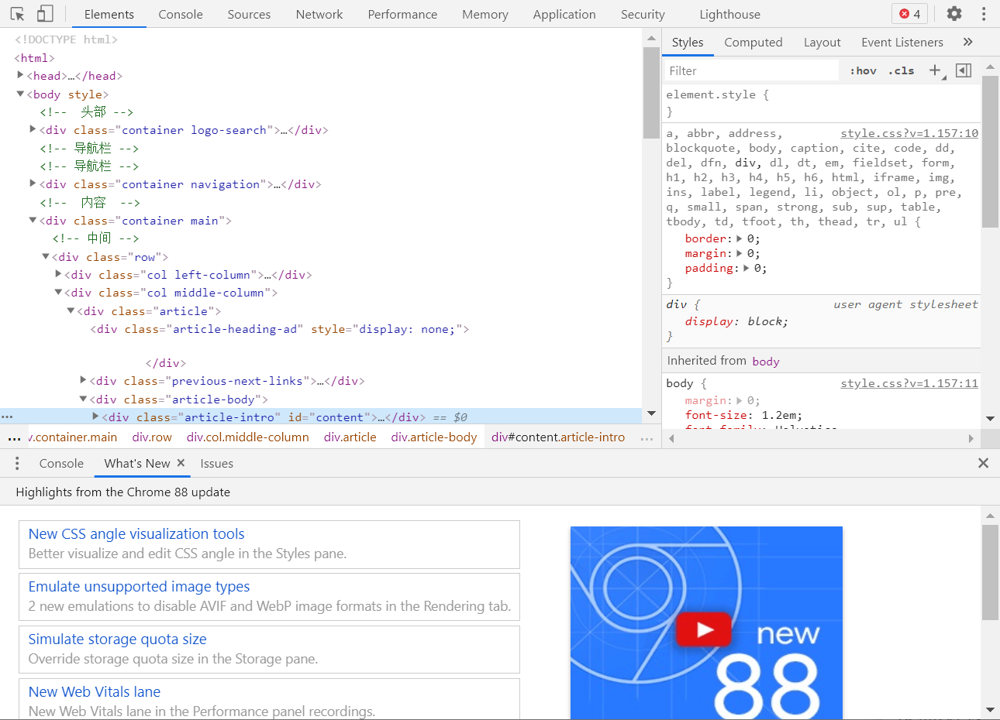 Elements Console Sources Network Performance Memory Application Security Lighthouse 4
<!DOCTYPE html>
<html>
<head>…</head>
<body style>
<!--  头部 -->
<div class="container logo-search">…</div>
<!-- 导航栏 -->
<!-- 导航栏 -->
<div class="container navigation">…</div>
<!--  内容  -->
<div class="container main">
<!-- 中间 -->
<div class="row">
<div class="col left-column">…</div>
<div class="col middle-column">
<div class="article">
<div class="article-heading-ad" style="display: none;">
</div>
<div class="previous-next-links">…</div>
<div class="article-body">
<div class="article-intro" id="content">…</div> == $0
… v.container.main div.row div.col.middle-column div.article div.article-body div#content.article-intro …
Styles Computed Layout Event Listeners »
Filter :hov .cls +
element.style {
}
a, abbr, address, style.css?v=1.157:10
blockquote, body, caption, cite, code, dd,
del, dfn, div, dl, dt, em, fieldset, form,
h1, h2, h3, h4, h5, h6, html, iframe, img,
ins, label, legend, li, object, ol, p, pre,
q, small, span, strong, sub, sup, table,
tbody, td, tfoot, th, thead, tr, ul {
border: 0;
margin: 0;
padding: 0;
}
div { user agent stylesheet
display: block;
}
Inherited from body
body { style.css?v=1.157:11
margin: 0;
font-size: 1.2em;
font-family: Helvetica
Console What's New × Issues
Highlights from the Chrome 88 update
New CSS angle visualization tools
Better visualize and edit CSS angle in the Styles pane.
Emulate unsupported image types
2 new emulations to disable AVIF and WebP image formats in the Rendering tab.
Simulate storage quota size
Override storage quota size in the Storage pane.
New Web Vitals lane
New Web Vitals lane in the Performance panel recordings.
new
88